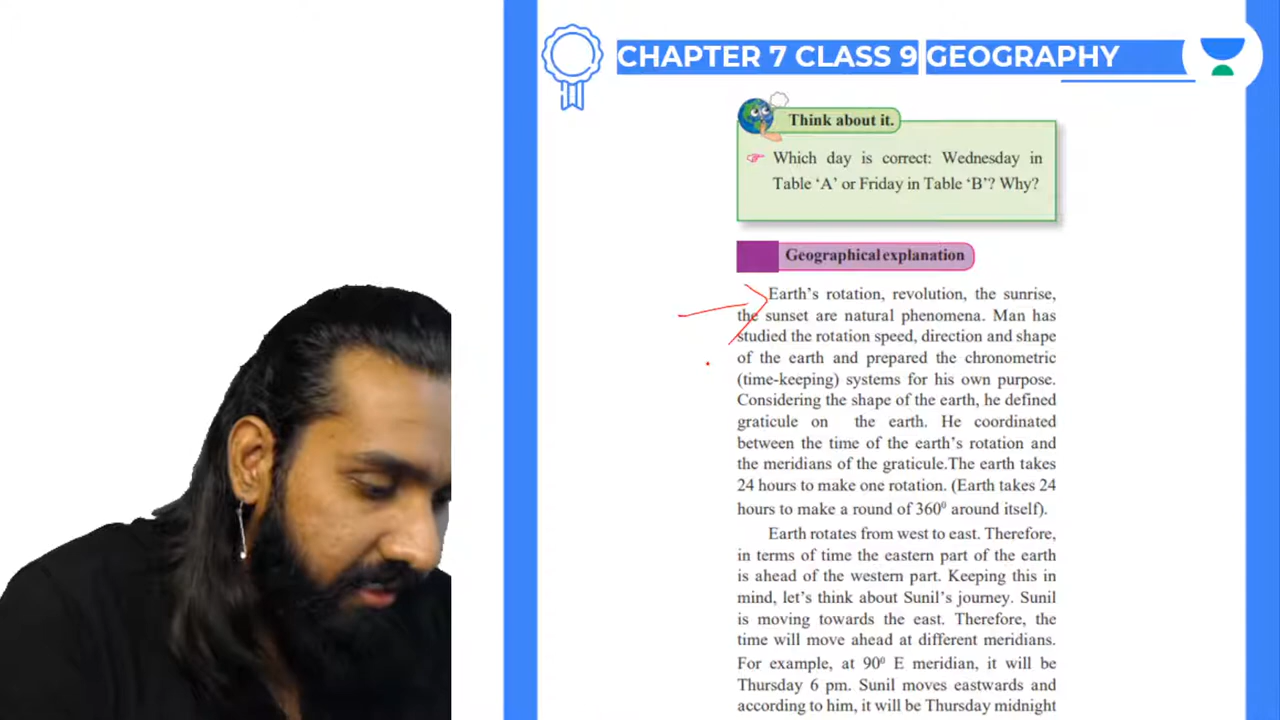 CHAPTER 7 CLASS 9 GEOGRAPHY
Think about it.
Which day is correct: Wednesday in
Table ‘A’ or Friday in Table ‘B’? Why?
Geographical explanation
Earth’s rotation, revolution, the sunrise,
the sunset are natural phenomena. Man has
studied the rotation speed, direction and shape
of the earth and prepared the chronometric
(time-keeping) systems for his own purpose.
Considering the shape of the earth, he defined
graticule on the earth. He coordinated
between the time of the earth’s rotation and
the meridians of the graticule.The earth takes
24 hours to make one rotation. (Earth takes 24
hours to make a round of 360⁰ around itself).
Earth rotates from west to east. Therefore,
in terms of time the eastern part of the earth
is ahead of the western part. Keeping this in
mind, let’s think about Sunil’s journey. Sunil
is moving towards the east. Therefore, the
time will move ahead at different meridians.
For example, at 90⁰ E meridian, it will be
Thursday 6 pm. Sunil moves eastwards and
according to him, it will be Thursday midnight